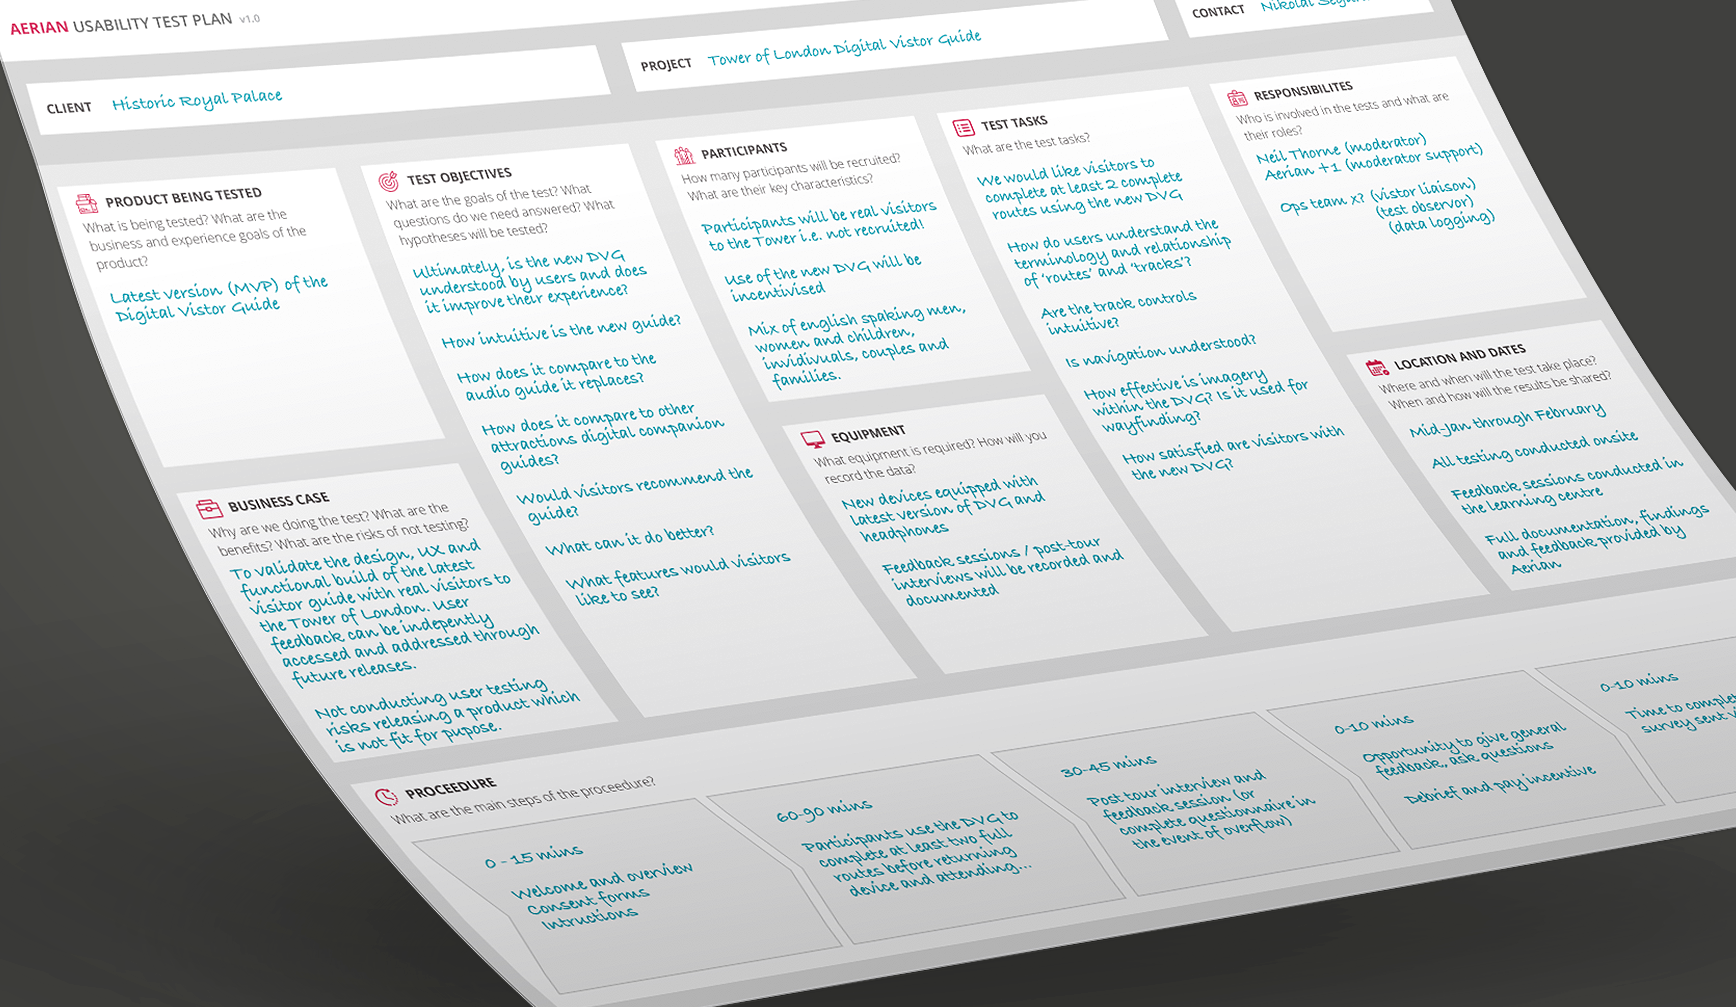 AERIAN USABILITY TEST PLAN v1.0
CLIENT Historic Royal Palace
PROJECT Tower of London Digital Vistor Guide
CONTACT
PRODUCT BEING TESTED
What is being tested? What are the
business and experience goals of the
product?
Latest version (MVP) of the
Digital Vistor Guide
BUSINESS CASE
Why are we doing the test? What are the
benefits? What are the risks of not testing?
To validate the design, UX and
functional build of the latest
visitor guide with real visitors to
the Tower of London. User
feedback can be indepently
accessed and addressed through
future releases.
Not conducting user testing
risks releasing a product which
is not fit for pupose.
TEST OBJECTIVES
What are the goals of the test? What
questions do we need answered? What
hypotheses will be tested?
Ultimately, is the new DVG
understood by users and does
it improve their experience?
How intuitive is the new guide?
How does it compare to the
audio guide it replaces?
How does it compare to other
attractions digital companion
guides?
Would visitors recommend the
guide?
What can it do better?
What features would visitors
like to see?
PARTICIPANTS
How many participants will be recruited?
What are their key characteristics?
Participants will be real visitors
to the Tower i.e. not recruited!
Use of the new DVG will be
incentivised
Mix of english spaking men,
women and children,
invidivuals, couples and
families.
EQUIPMENT
What equipment is required? How will you
record the data?
New devices equipped with
latest version of DVG and
headphones
Feedback sessions / post-tour
interviews will be recorded and
documented
TEST TASKS
What are the test tasks?
We would like visitors to
complete at least 2 complete
routes using the new DVG
How do users understand the
terminology and relationship
of 'routes' and 'tracks'?
Are the track controls
intuitive?
Is navigation understood?
How effective is imagery
within the DVG? Is it used for
wayfinding?
How satisfied are visitors with
the new DVG?
RESPONSIBILITES
Who is involved in the tests and what are
their roles?
Neil Thorne (moderator)
Aerian +1 (moderator support)
Ops team x? (vistor liaison)
(test observor)
(data logging)
LOCATION AND DATES
Where and when will the test take place?
When and how will the results be shared?
Mid-Jan through February
All testing conducted onsite
Feedback sessions conducted in
the learning centre
Full documentation, findings
and feedback provided by
Aerian
PROCEEDURE
What are the main steps of the proceedure?
0 - 15 mins
Welcome and overview
Consent forms
Intructions
60-90 mins
Participants use the DVG to
complete at least two full
routes before returning
device and attending...
30-45 mins
Post tour interview and
feedback session (or
complete questionnaire in
the event of overflow)
0-10 mins
Opportunity to give general
feedback, ask questions
Debrief and pay incentive
0-10 mins
Time to
survey sent